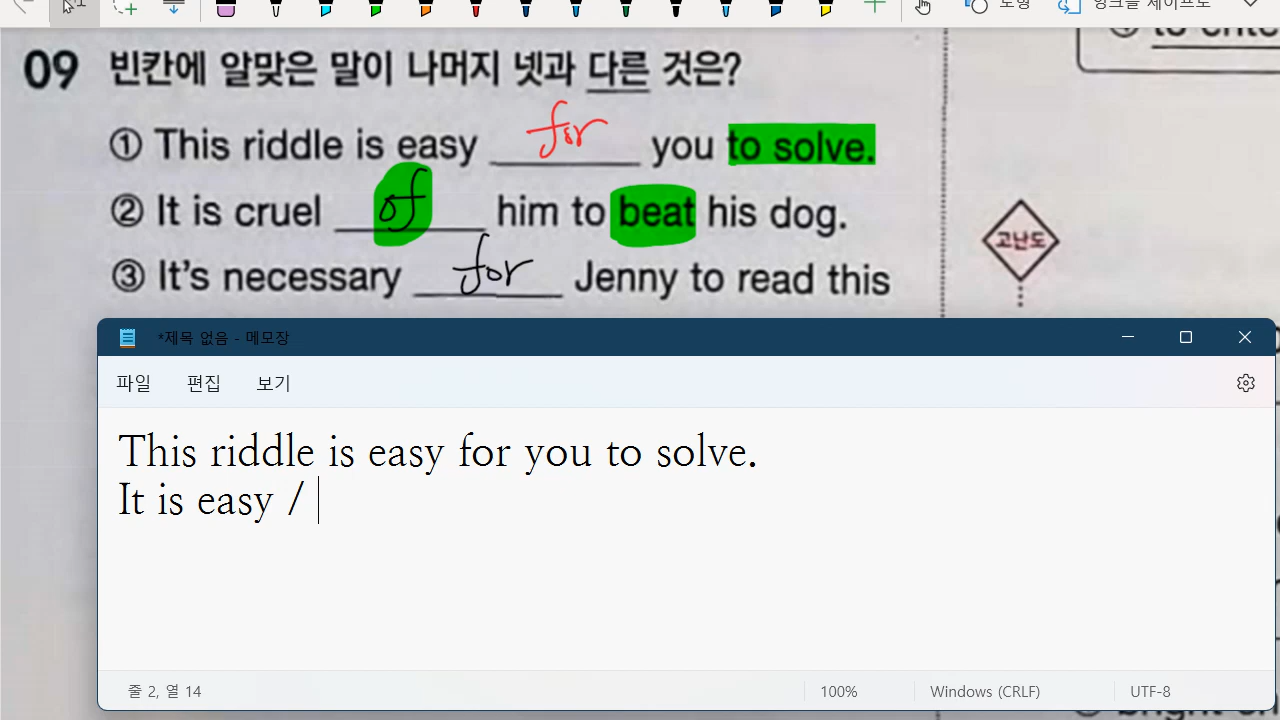 09 빈칸에 알맞은 말이 나머지 넷과 다른 것은?
① This riddle is easy for you to solve.
② It is cruel of him to beat his dog.
③ It's necessary for Jenny to read this
고난도
*제목 없음 - 메모장
파일 편집 보기
This riddle is easy for you to solve.
It is easy /
줄 2, 열 14 100% Windows (CRLF) UTF-8